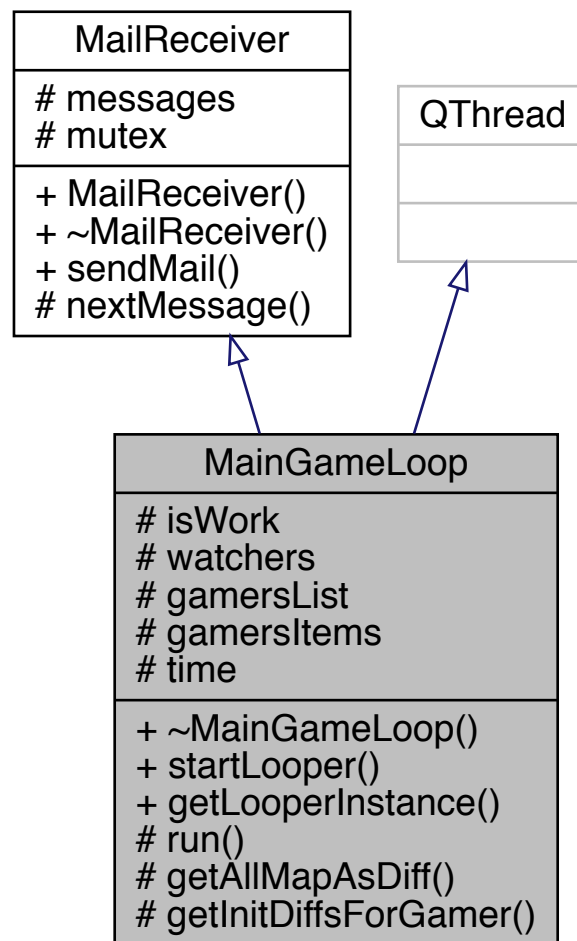 MailReceiver
# messages
# mutex
+ MailReceiver()
+ ~MailReceiver()
+ sendMail()
# nextMessage()
QThread
MainGameLoop
# isWork
# watchers
# gamersList
# gamersItems
# time
+ ~MainGameLoop()
+ startLooper()
+ getLooperInstance()
# run()
# getAllMapAsDiff()
# getInitDiffsForGamer()